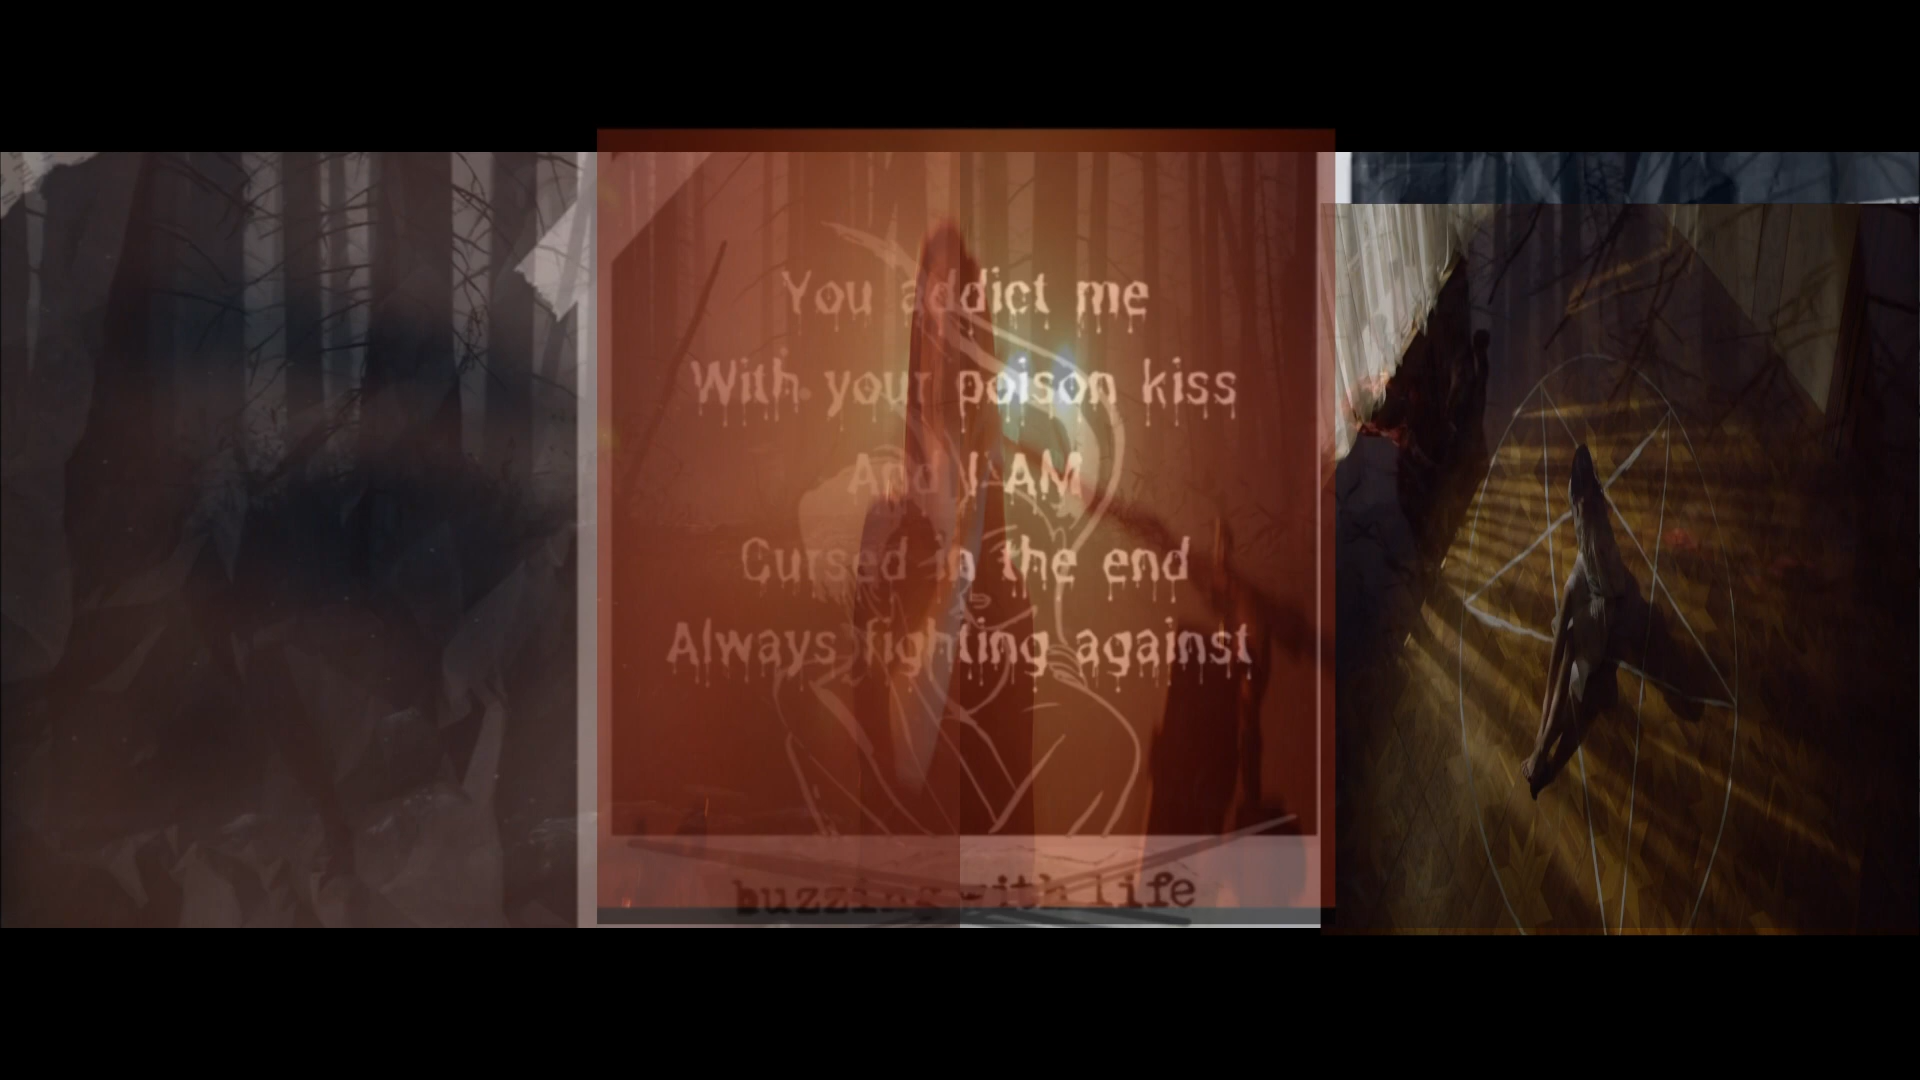 You addict me
With your poison kiss
And I AM
Cursed in the end
Always fighting against
buzzing with life